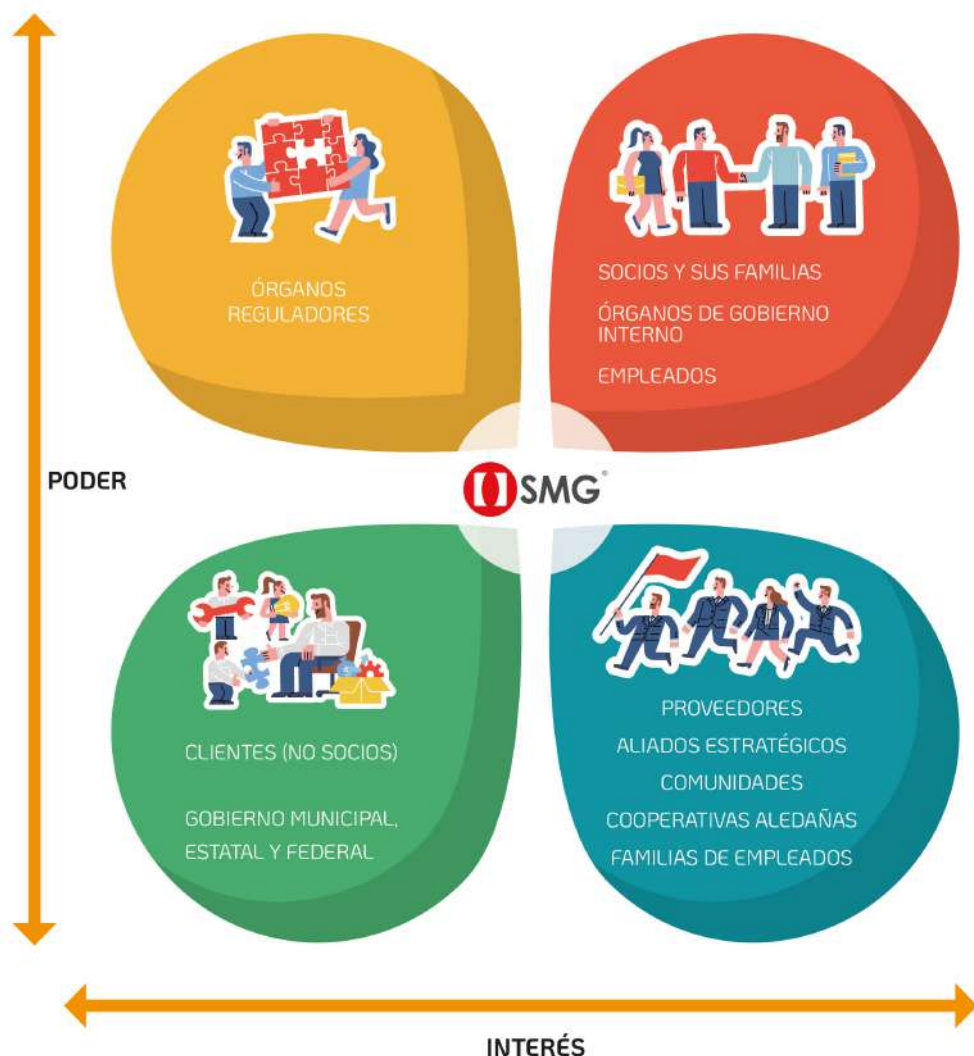 ÓRGANOS
REGULADORES
SOCIOS Y SUS FAMILIAS
ÓRGANOS DE GOBIERNO
INTERNO
EMPLEADOS
PODER
SMG®
CLIENTES (NO SOCIOS)
GOBIERNO MUNICIPAL,
ESTATAL Y FEDERAL
PROVEEDORES
ALIADOS ESTRATÉGICOS
COMUNIDADES
COOPERATIVAS ALEDAÑAS
FAMILIAS DE EMPLEADOS
INTERÉS